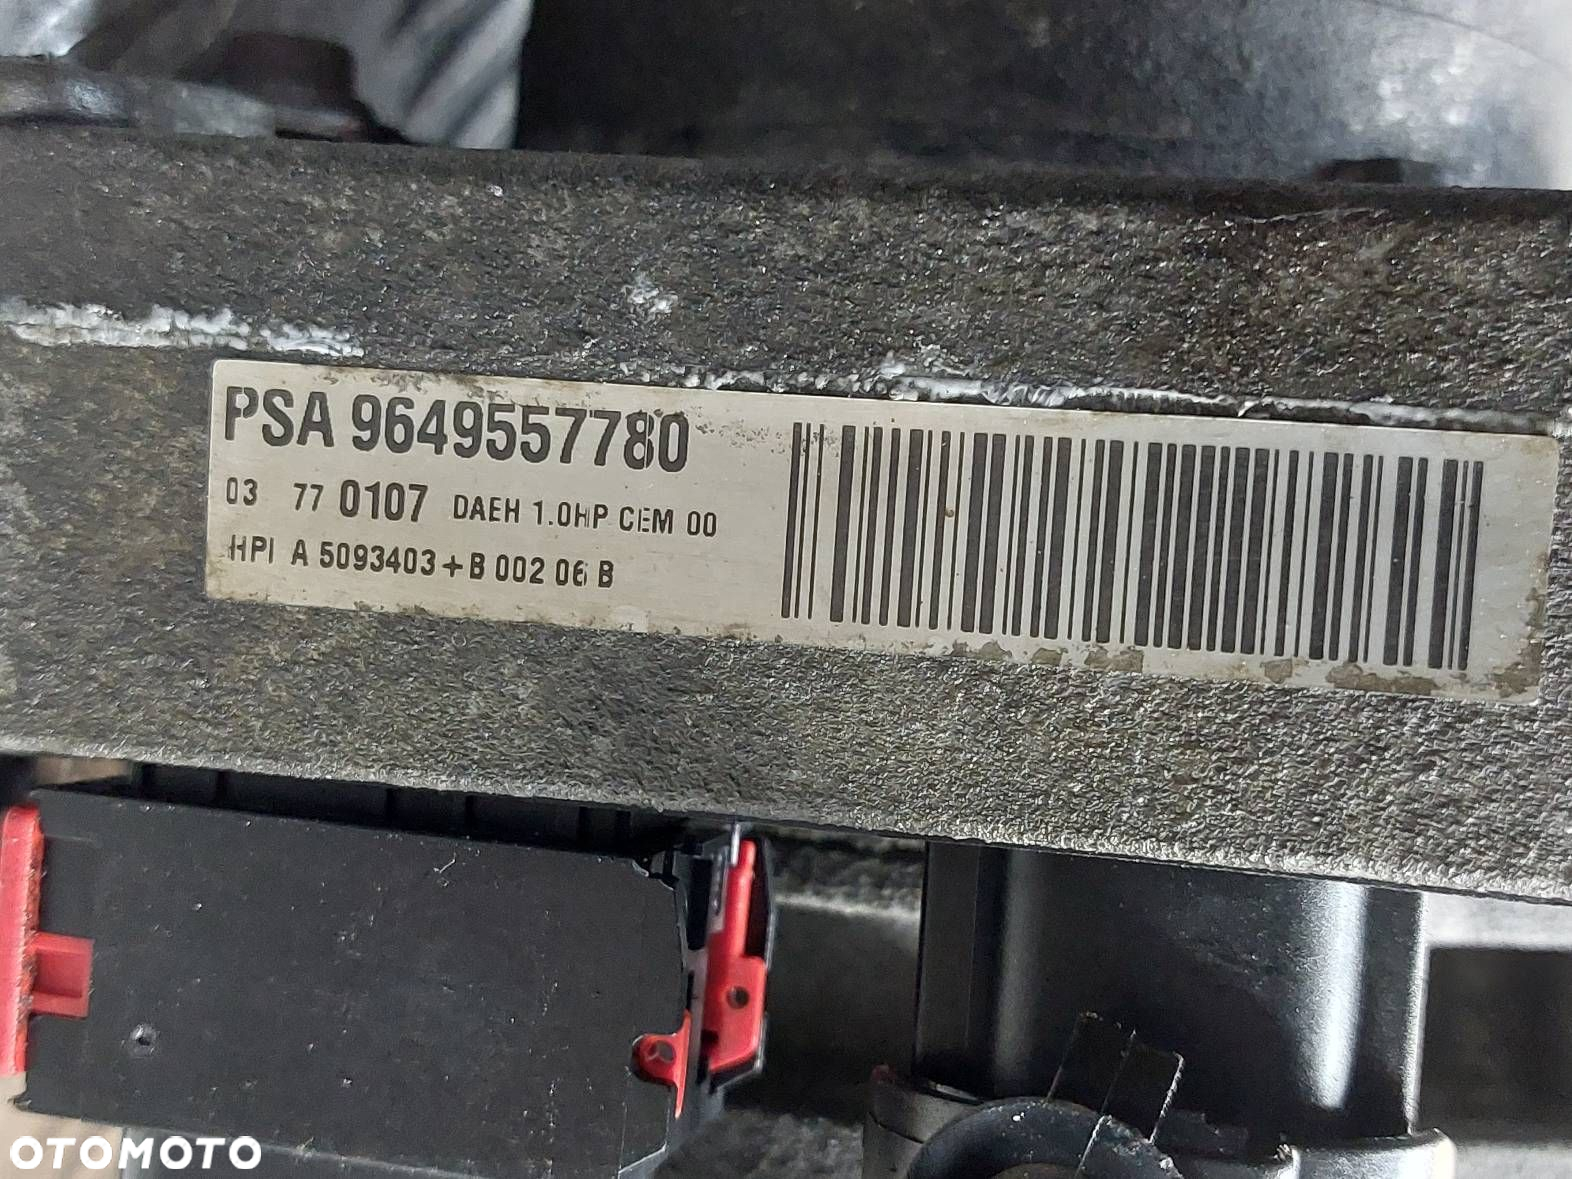 PSA 9649557780
03 77 0107 DAEH 1.0HP CEM 00
HPI A 5093403+B 002 06 B
OTOMOTO